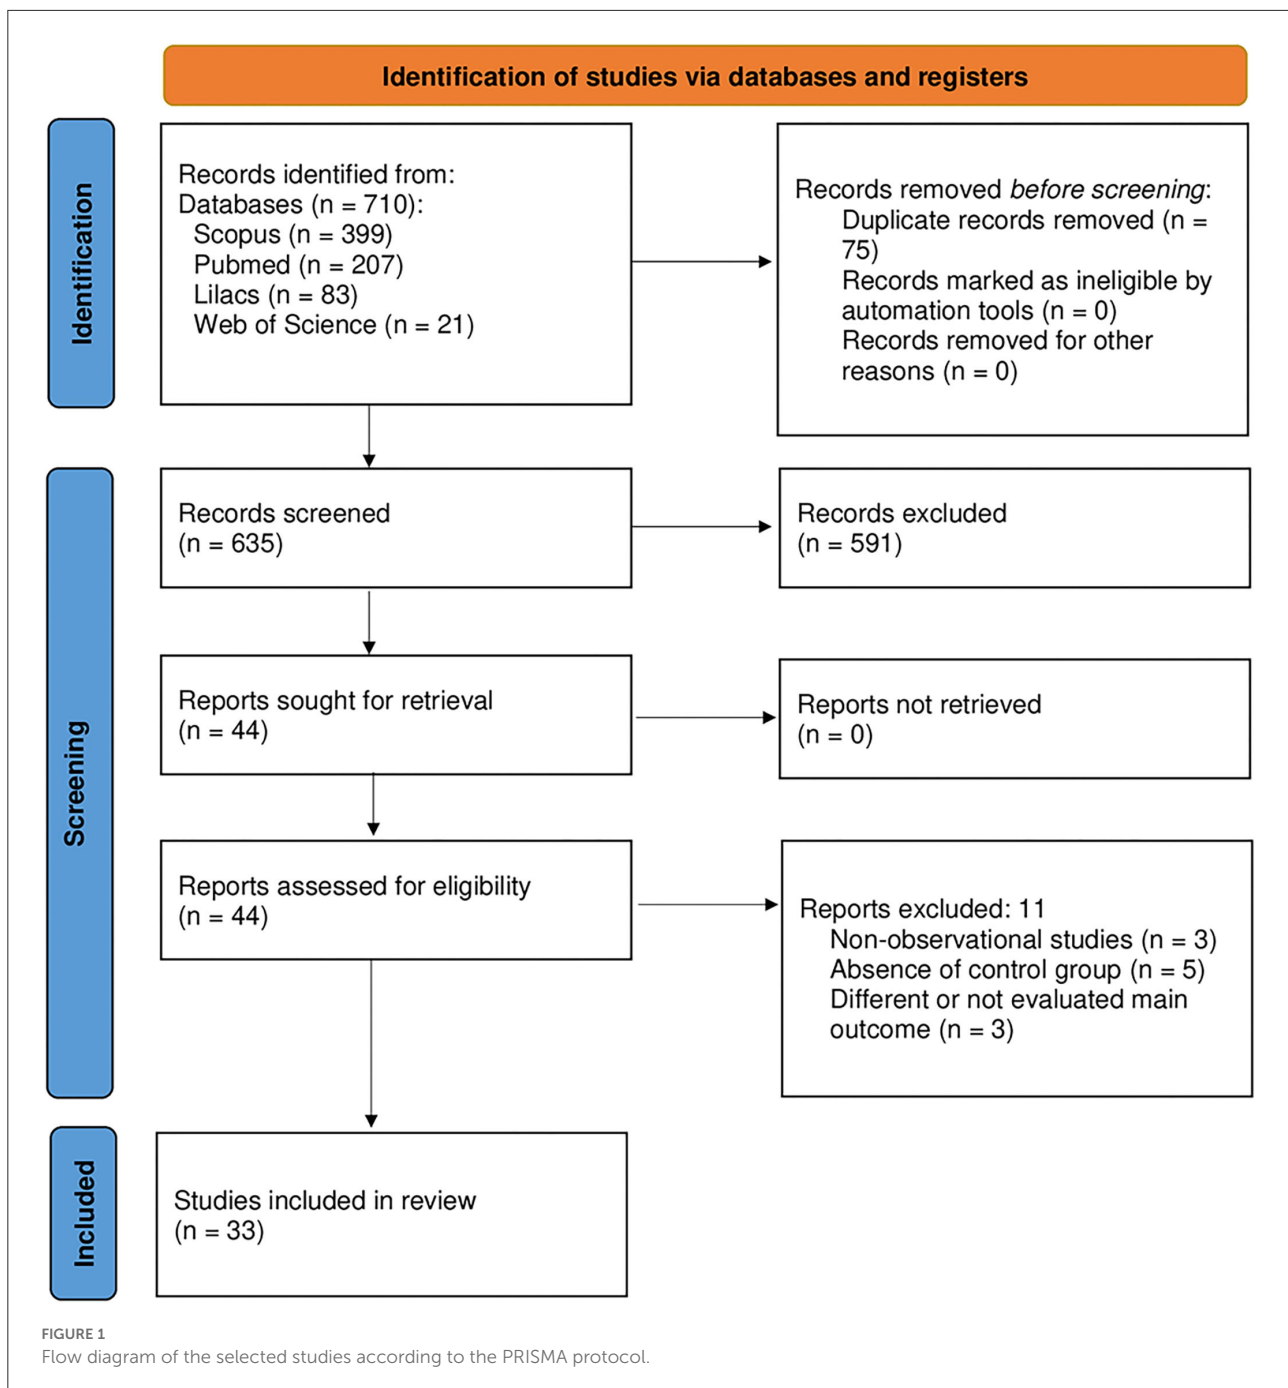 Identification of studies via databases and registers
Identification
Records identified from:
Databases (n = 710):
Scopus (n = 399)
Pubmed (n = 207)
Lilacs (n = 83)
Web of Science (n = 21)
Records removed before screening:
Duplicate records removed (n =
75)
Records marked as ineligible by
automation tools (n = 0)
Records removed for other
reasons (n = 0)
Screening
Records screened
(n = 635)
Records excluded
(n = 591)
Reports sought for retrieval
(n = 44)
Reports not retrieved
(n = 0)
Reports assessed for eligibility
(n = 44)
Reports excluded: 11
Non-observational studies (n = 3)
Absence of control group (n = 5)
Different or not evaluated main
outcome (n = 3)
Included
Studies included in review
(n = 33)
FIGURE 1
Flow diagram of the selected studies according to the PRISMA protocol.